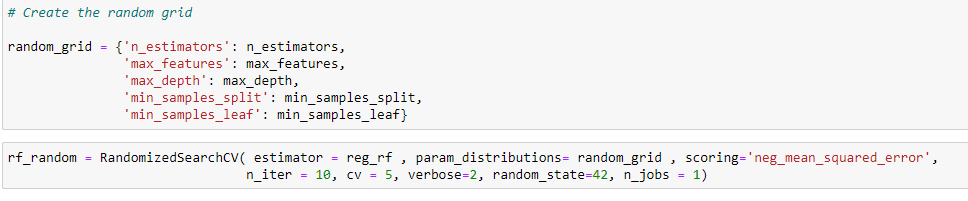 # Create the random grid
random_grid = {'n_estimators': n_estimators,
'max_features': max_features,
'max_depth': max_depth,
'min_samples_split': min_samples_split,
'min_samples_leaf': min_samples_leaf}
rf_random = RandomizedSearchCV( estimator = reg_rf , param_distributions= random_grid , scoring='neg_mean_squared_error',
n_iter = 10, cv = 5, verbose=2, random_state=42, n_jobs = 1)